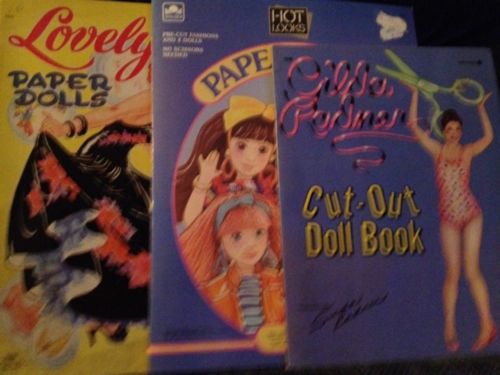 Lovely
PAPER
DOLLS
GOLDEN
PRE-CUT FASHIONS
AND 4 DOLLS
NO SCISSORS
NEEDED
HOT
LOOKS
PAPE
Gilda
Radner
Cut-Out
Doll Book